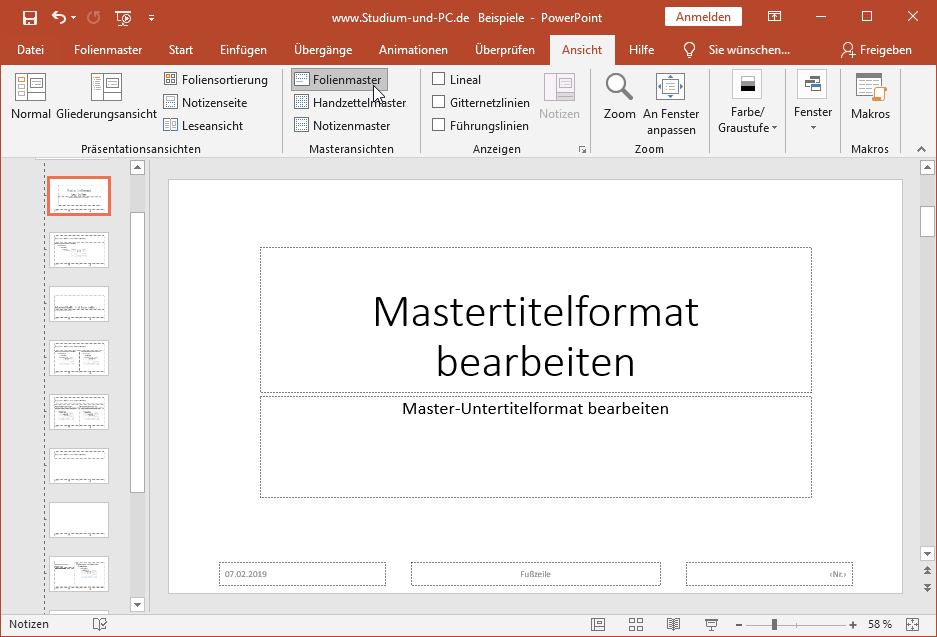 www.Studium-und-PC.de Beispiele - PowerPoint
Anmelden
Datei Folienmaster Start Einfügen Übergänge Animationen Überprüfen Ansicht Hilfe Sie wünschen... Freigeben
Normal
Gliederungsansicht
Foliensortierung
Notizenseite
Leseansicht
Präsentationsansichten
Folienmaster
Handzettelmaster
Notizenmaster
Masteransichten
Lineal
Gitternetzlinien
Führungslinien
Notizen
Anzeigen
Zoom
An Fenster
anpassen
Zoom
Farbe/
Graustufe
Fenster
Makros
Makros
Mastertitelformat
bearbeiten
Master-Untertitelformat bearbeiten
07.02.2019
Fußzeile
‹Nr.›
Notizen
58 %